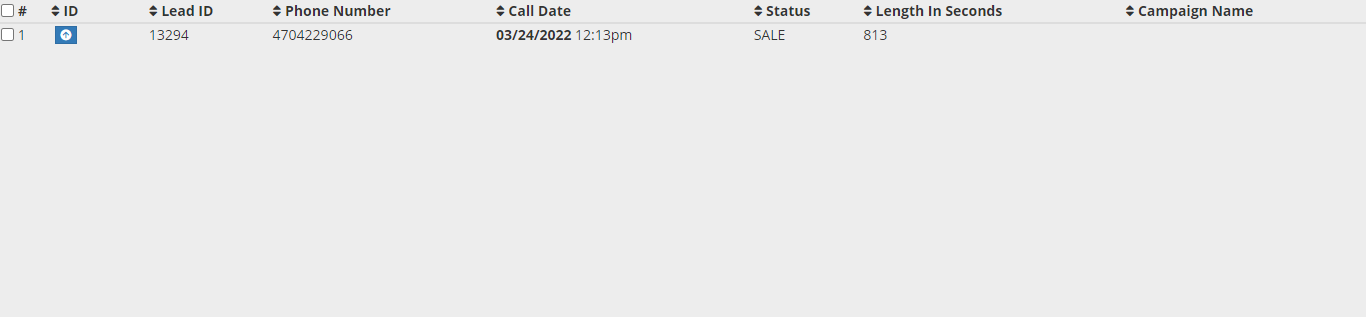 # ID Lead ID Phone Number Call Date Status Length In Seconds Campaign Name
1 13294 4704229066 03/24/2022 12:13pm SALE 813